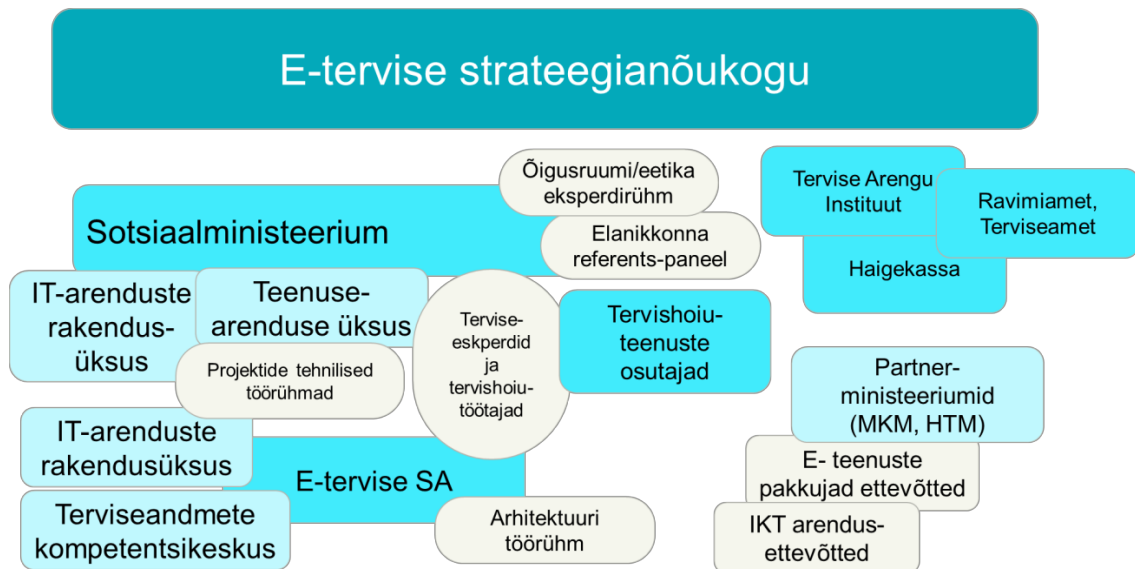 E-tervise strateegianõukogu
Õigusruumi/eetika
eksperdirühm
Tervise Arengu
Instituut
Ravimiamet,
Terviseamet
Sotsiaalministeerium
Elanikkonna
referents-paneel
Haigekassa
IT-arenduste
rakendus-
üksus
Teenuse-
arenduse üksus
Tervise-
eskperdid
ja
tervishoiu-
töötajad
Tervishoiu-
teenuste
osutajad
Projektide tehnilised
töörühmad
Partner-
ministeeriumid
(MKM, HTM)
IT-arenduste
rakendusüksus
E-tervise SA
E- teenuste
pakkujad ettevõtted
Terviseandmete
kompetentsikeskus
Arhitektuuri
töörühm
IKT arendus-
ettevõtted